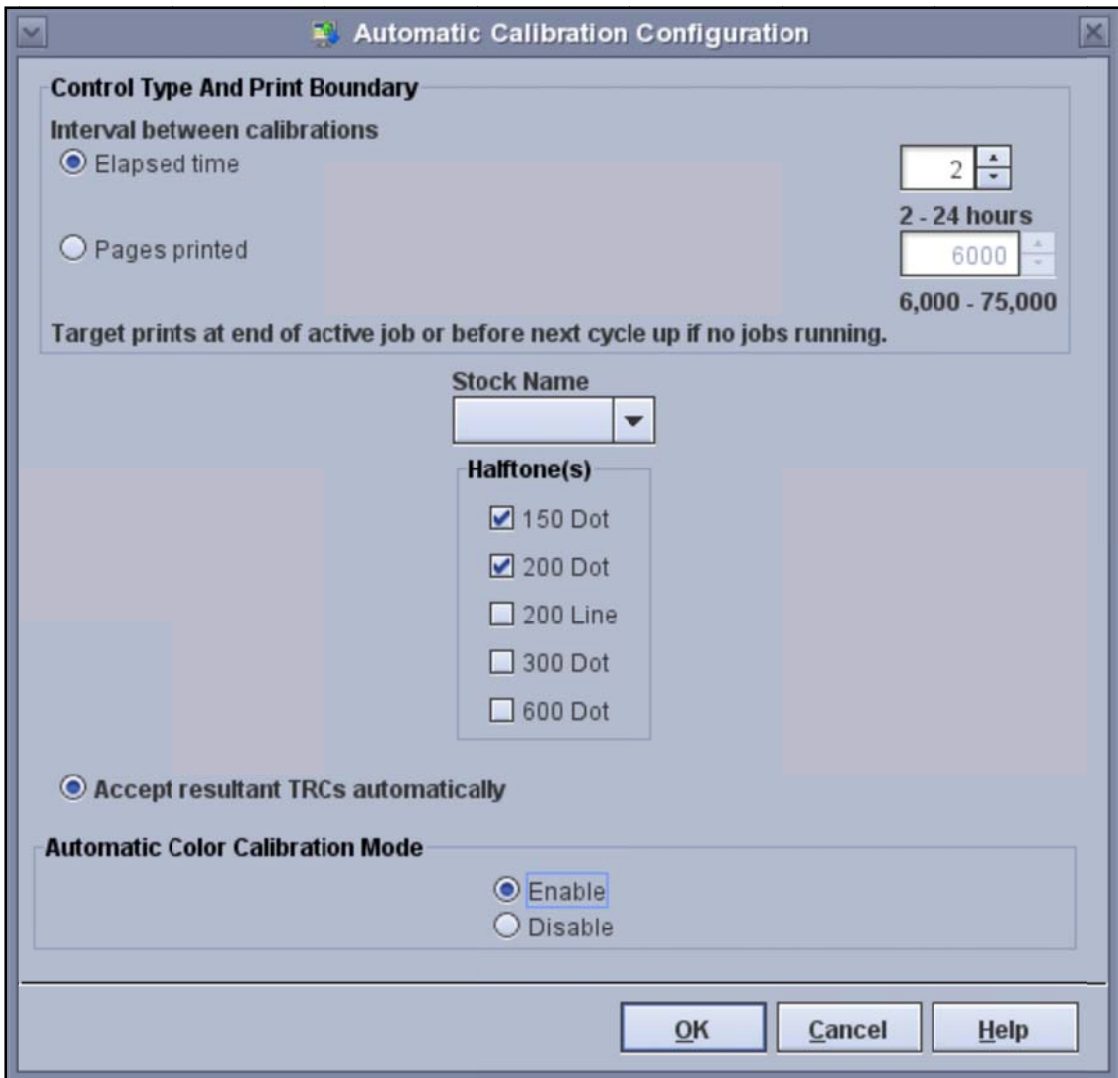 Automatic Calibration Configuration
Control Type And Print Boundary
Interval between calibrations
Elapsed time
2
2 - 24 hours
Pages printed
6000
6,000 - 75,000
Target prints at end of active job or before next cycle up if no jobs running.
Stock Name
Halftone(s)
150 Dot
200 Dot
200 Line
300 Dot
600 Dot
Accept resultant TRCs automatically
Automatic Color Calibration Mode
Enable
Disable
OK Cancel Help